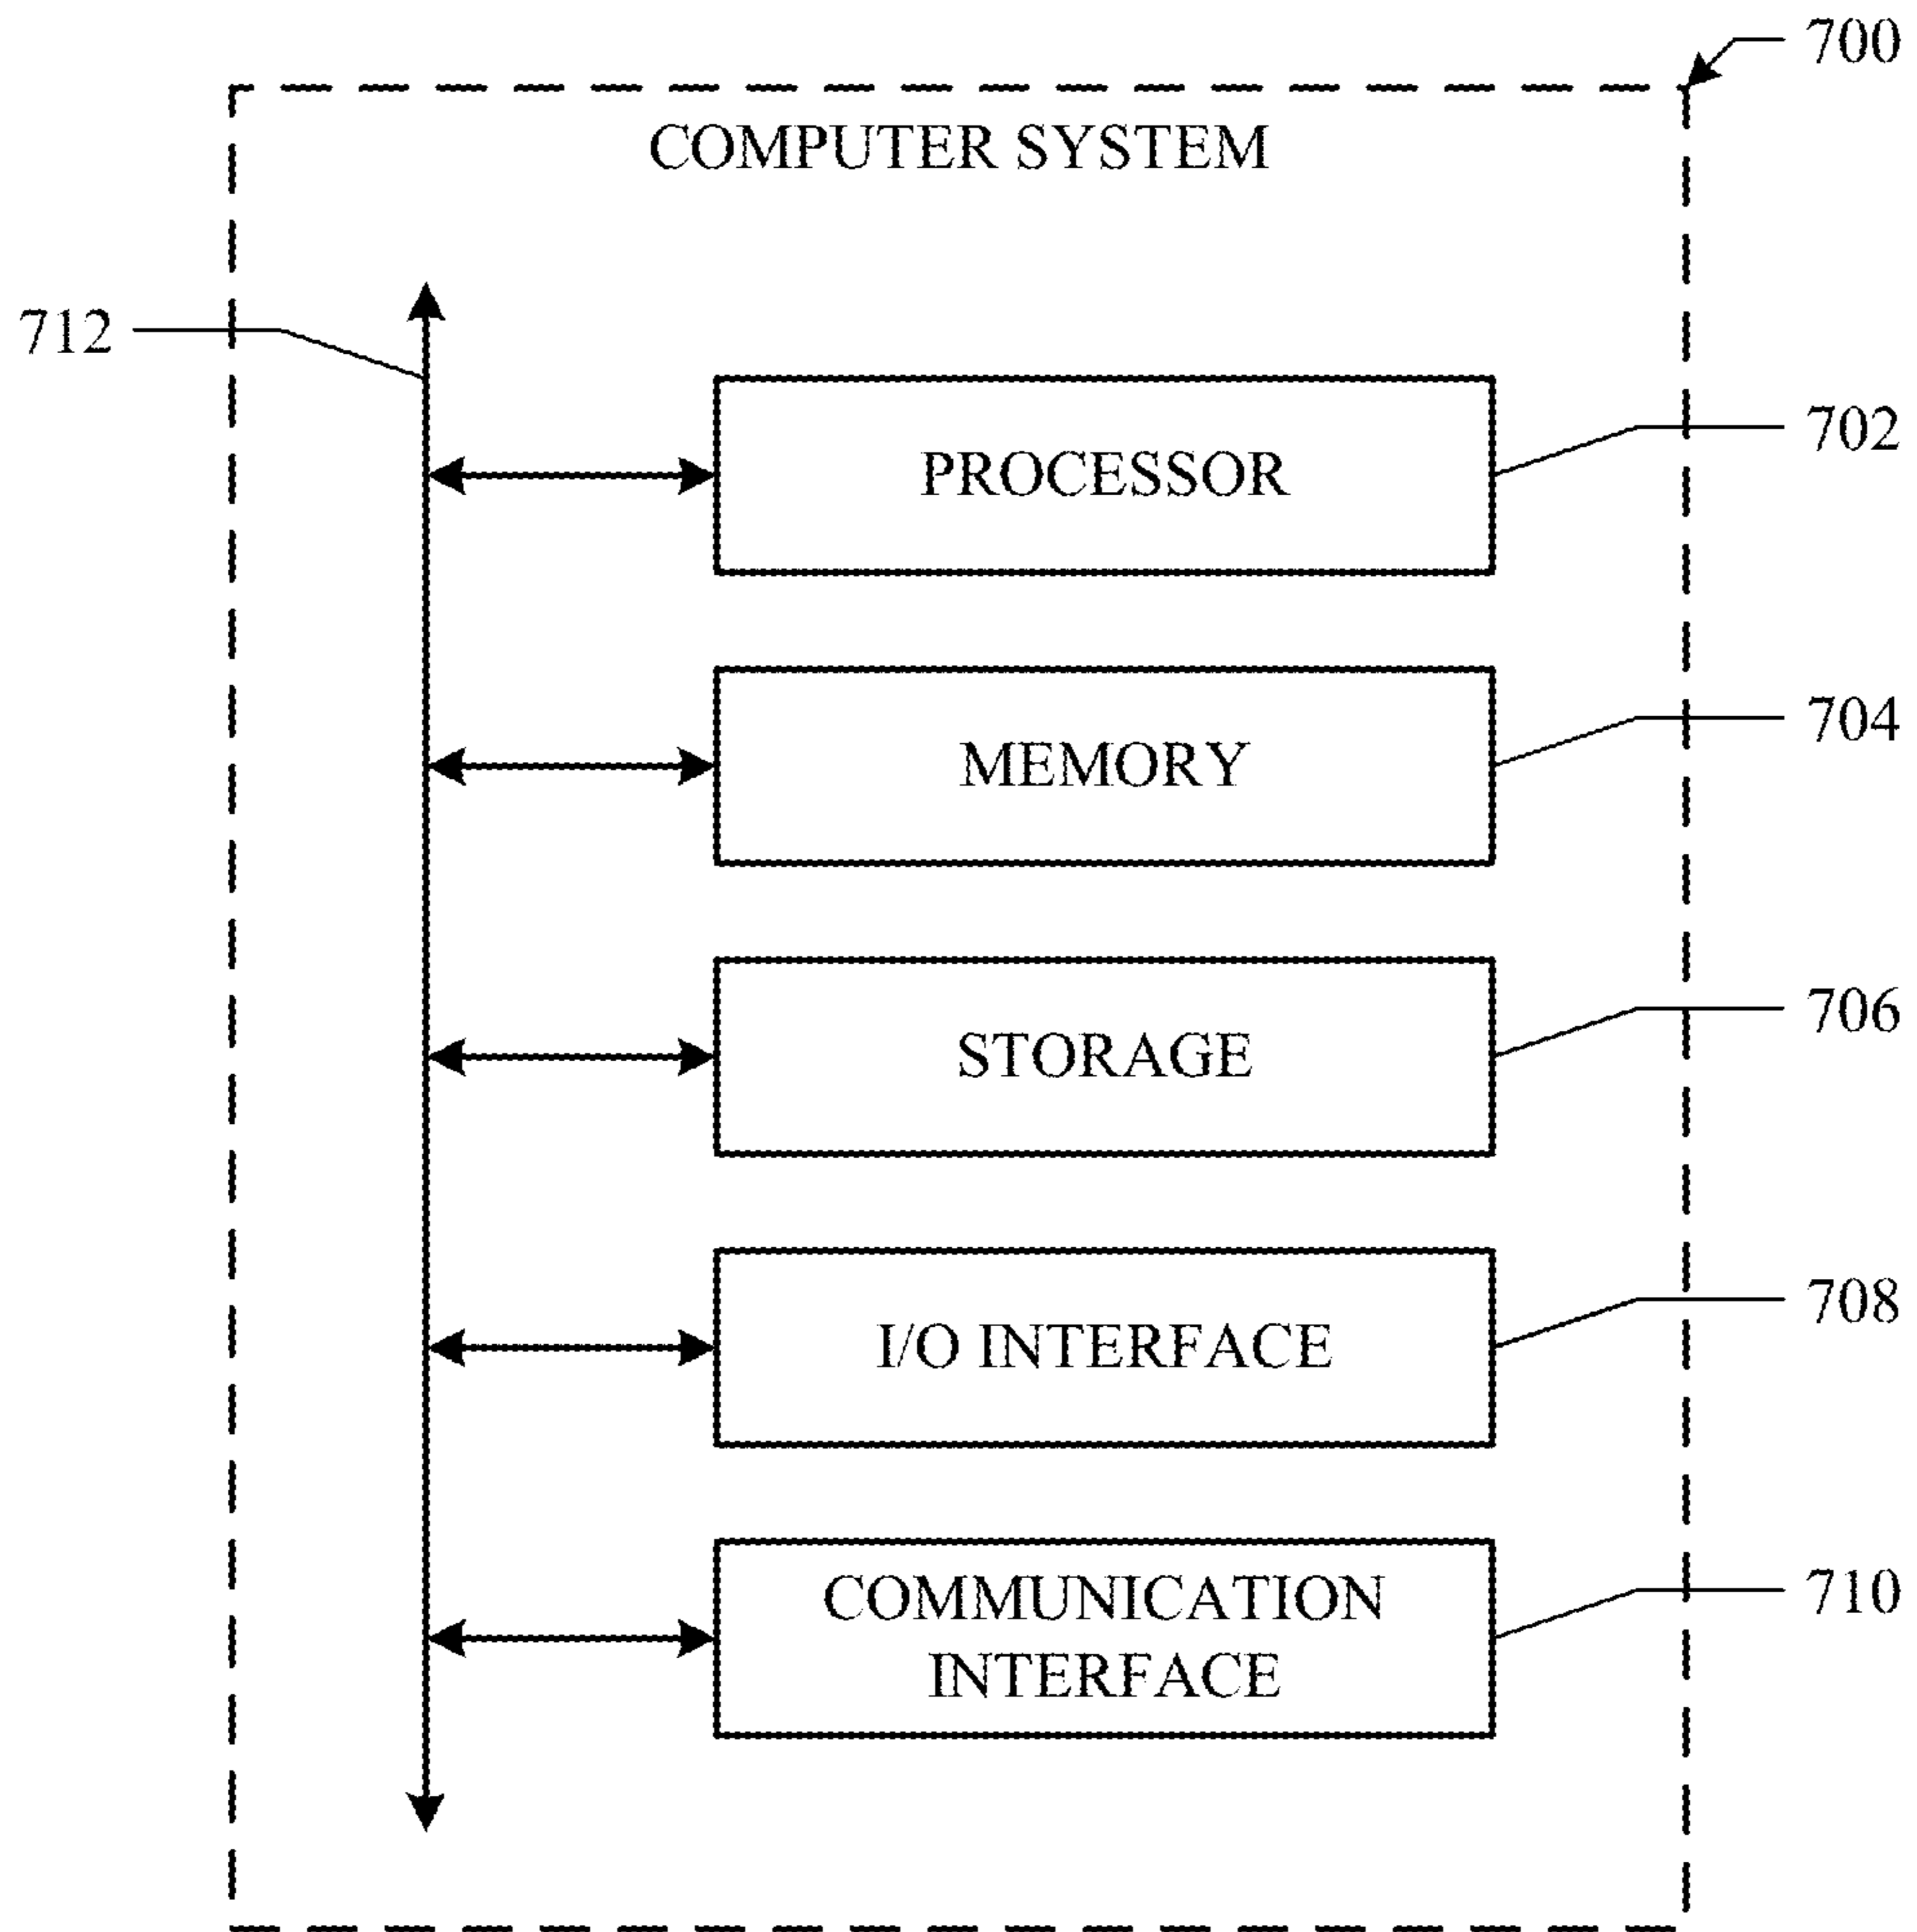 700
COMPUTER SYSTEM
712
702
PROCESSOR
704
MEMORY
706
STORAGE
708
I/O INTERFACE
710
COMMUNICATION
INTERFACE